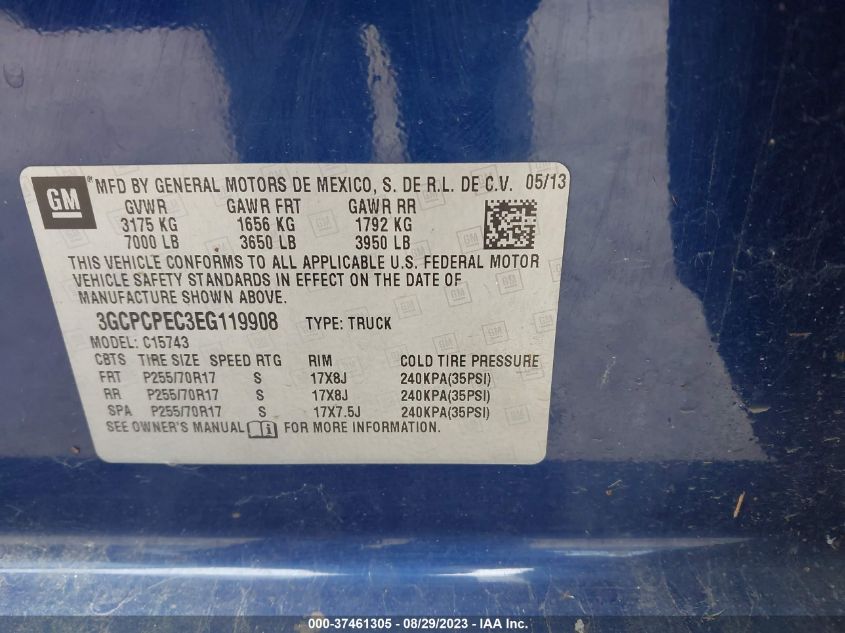 GM ® MFD BY GENERAL MOTORS DE MEXICO, S. DE R.L. DE C.V. 05/13
GVWR GAWR FRT GAWR RR
3175 KG 1656 KG 1792 KG
7000 LB 3650 LB 3950 LB
THIS VEHICLE CONFORMS TO ALL APPLICABLE U.S. FEDERAL MOTOR
VEHICLE SAFETY STANDARDS IN EFFECT ON THE DATE OF
MANUFACTURE SHOWN ABOVE.
3GCPCPEC3EG119908 TYPE: TRUCK
MODEL: C15743
CBTS TIRE SIZE SPEED RTG RIM COLD TIRE PRESSURE
FRT P255/70R17 S 17X8J 240KPA(35PSI)
RR P255/70R17 S 17X8J 240KPA(35PSI)
SPA P255/70R17 S 17X7.5J 240KPA(35PSI)
SEE OWNER'S MANUAL FOR MORE INFORMATION.
000-37461305 - 08/29/2023 - IAA Inc.